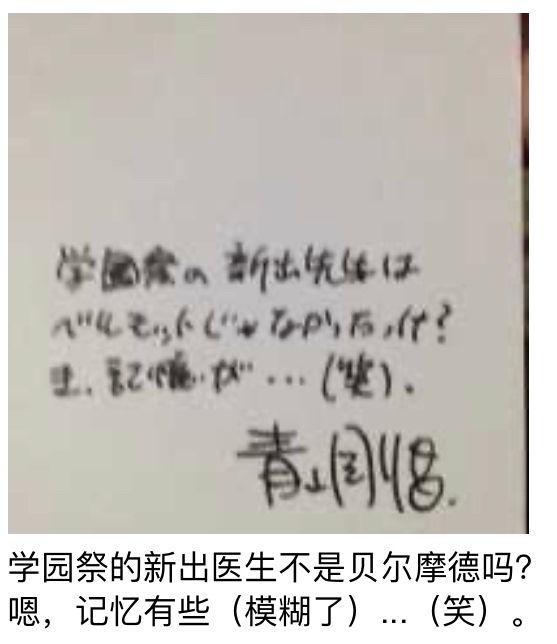 学園祭の新出先生は
ベルモットじゃなかったっけ?
ま、記憶が…(笑).
青山剛昌.
学园祭的新出医生不是贝尔摩德吗?
嗯，记忆有些（模糊了）...（笑）。